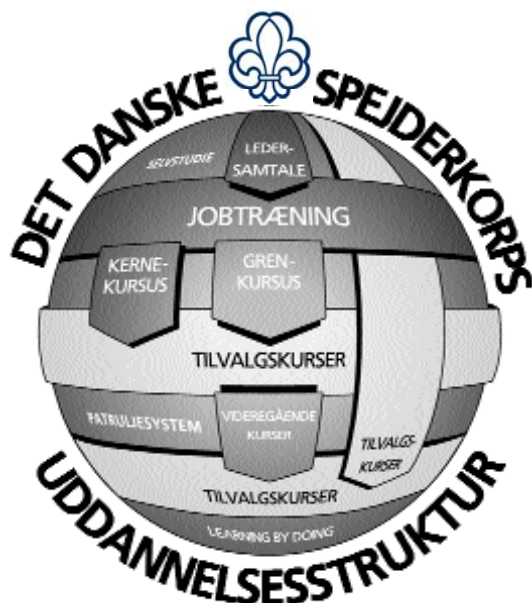 DET DANSKE SPEJDERKORPS
SELVSTUDIE
LEDER-
SAMTALE
JOBTRÆNING
KERNE-
KURSUS
GREN-
KURSUS
TILVALGSKURSER
PATRULJESYSTEM
VIDEREGÅENDE
KURSER
TILVALGS-
KURSER
TILVALGSKURSER
LEARNING BY DOING
UDDANNELSESSTRUKTUR